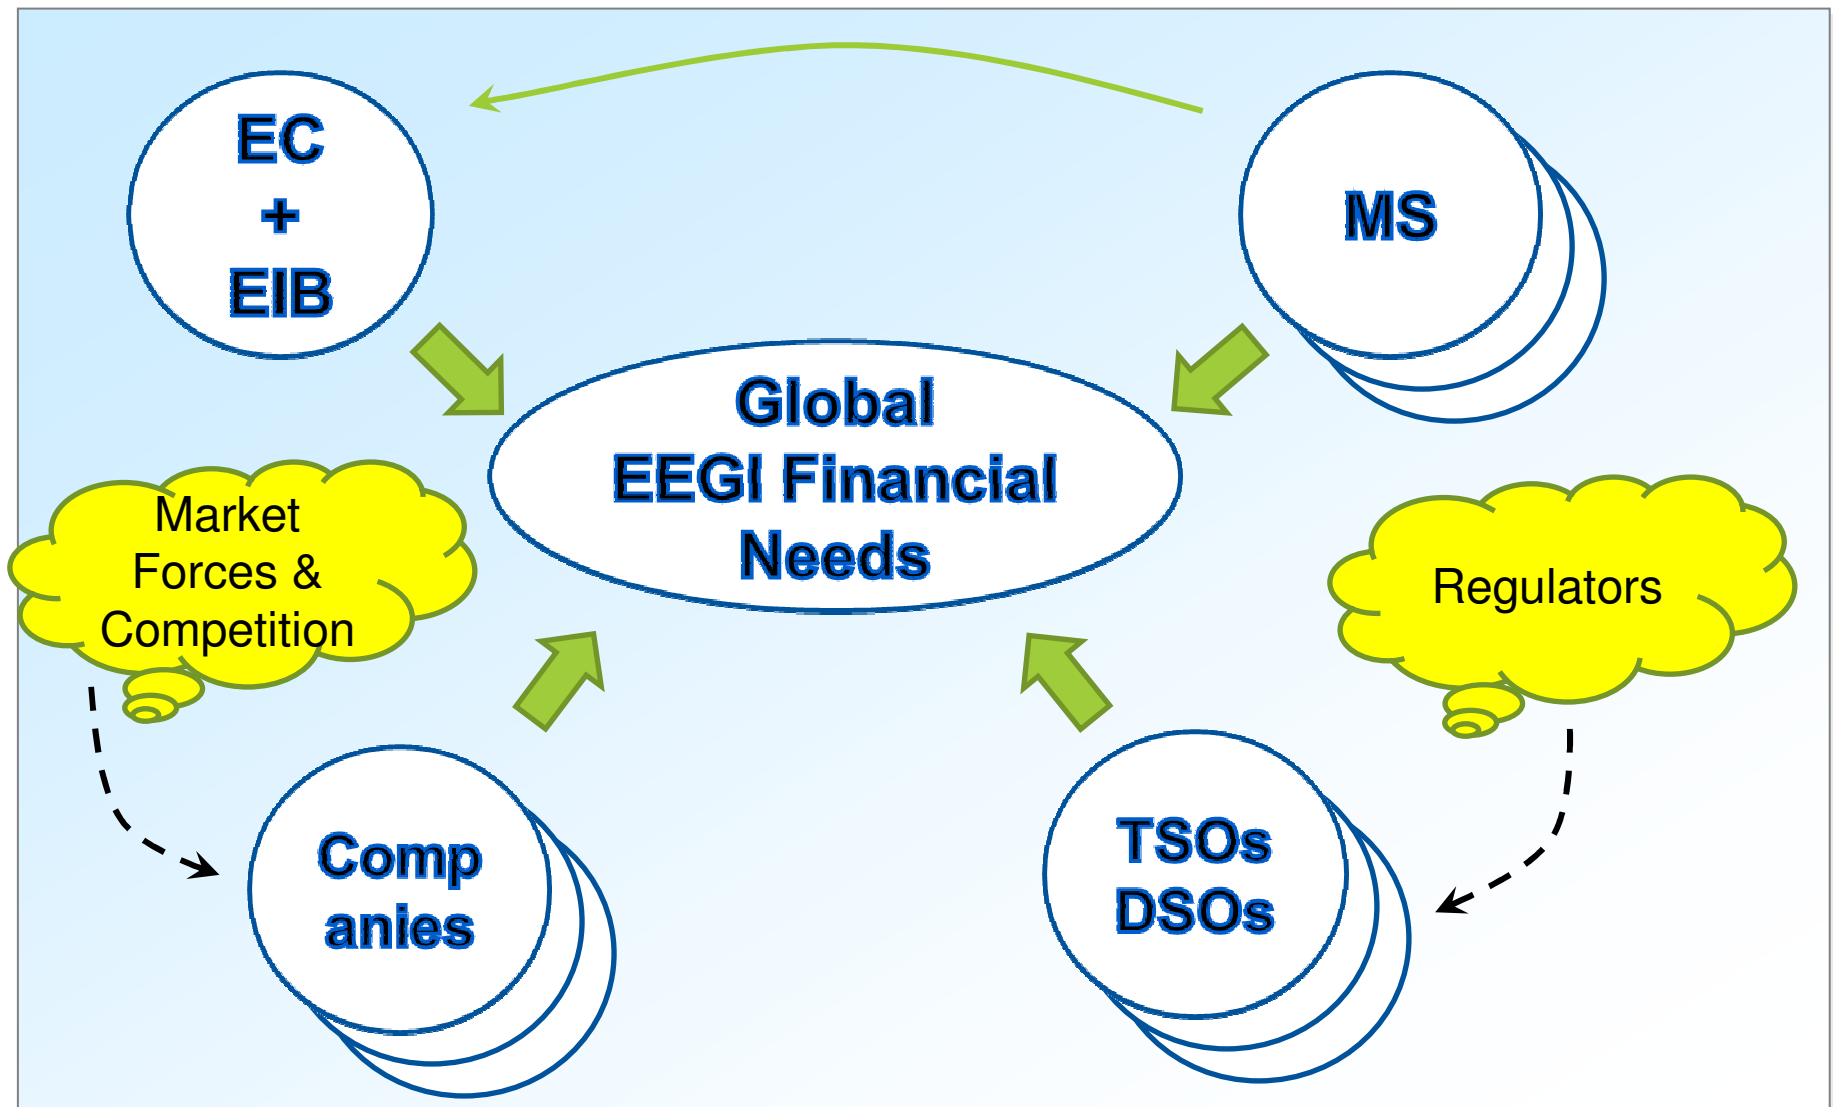 EC
+
EIB
MS
Global
EEGI Financial
Needs
Market
Forces &
Competition
Regulators
Comp
anies
TSOs
DSOs